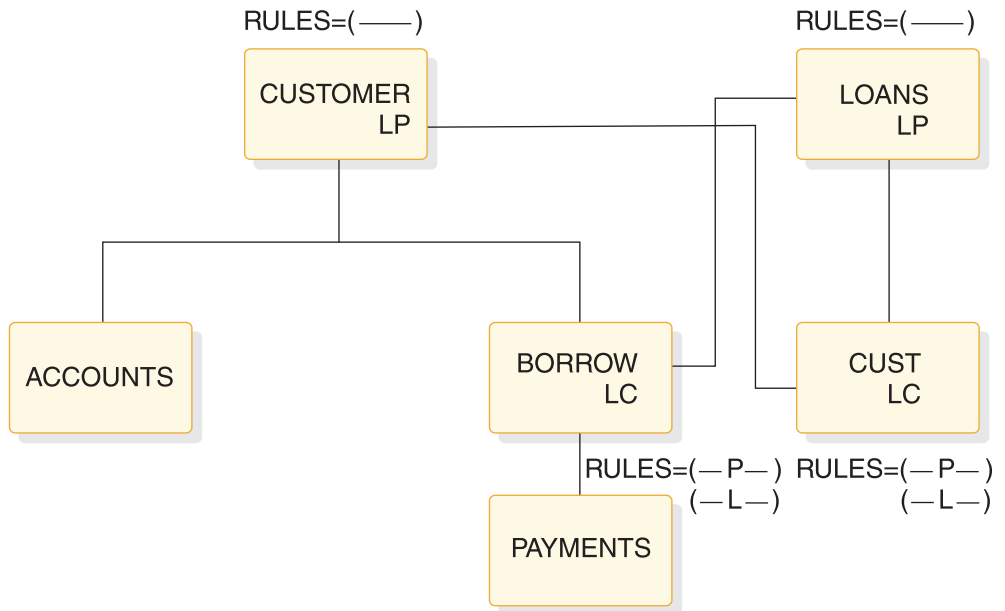 RULES=( —— )
RULES=( —— )
CUSTOMER
LP
LOANS
LP
ACCOUNTS
BORROW
LC
CUST
LC
RULES=( — P — )
( — L — )
RULES=( — P — )
( — L — )
PAYMENTS